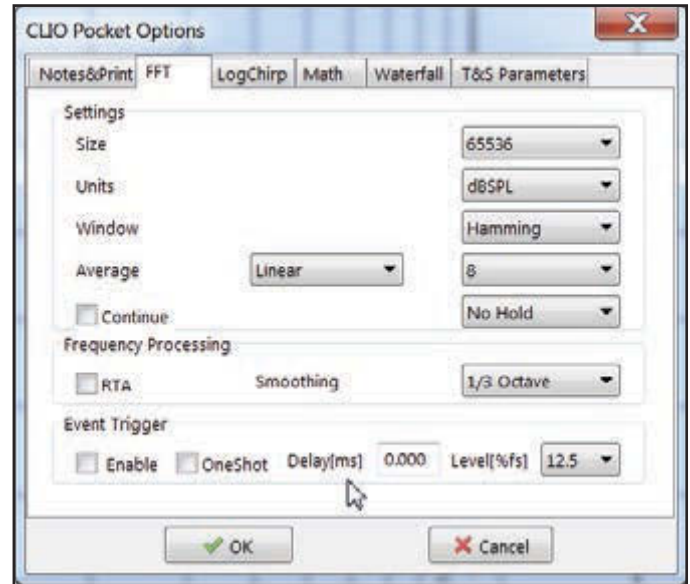 CLIO Pocket Options
Notes&Print FFT LogChirp Math Waterfall T&S Parameters
Settings
Size 65536
Units dBSPL
Window Hamming
Average Linear 8
Continue No Hold
Frequency Processing
RTA Smoothing 1/3 Octave
Event Trigger
Enable OneShot Delay[ms] 0.000 Level[%fs] 12.5
OK Cancel